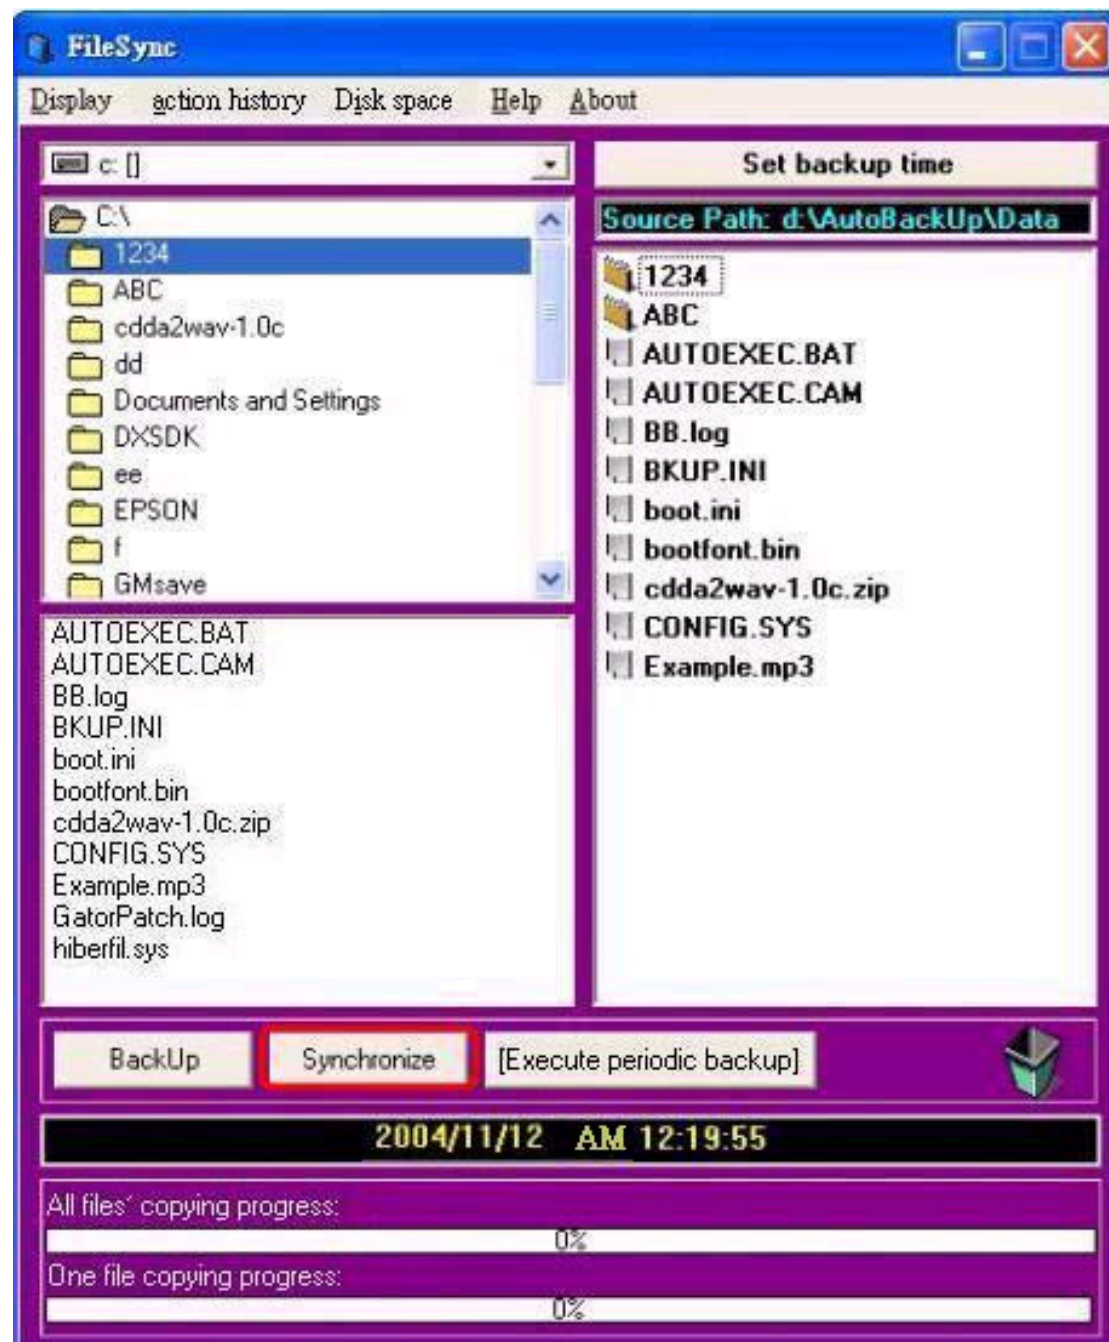 FileSync
Display action history Disk space Help About
c: []
C:\
1234
ABC
cdda2wav-1.0c
dd
Documents and Settings
DXSDK
ee
EPSON
f
GMsave
AUTOEXEC.BAT
AUTOEXEC.CAM
BB.log
BKUP.INI
boot.ini
bootfont.bin
cdda2wav-1.0c.zip
CONFIG.SYS
Example.mp3
GatorPatch.log
hiberfil.sys
Set backup time
Source Path: d:\AutoBackUp\Data
1234
ABC
AUTOEXEC.BAT
AUTOEXEC.CAM
BB.log
BKUP.INI
boot.ini
bootfont.bin
cdda2wav-1.0c.zip
CONFIG.SYS
Example.mp3
BackUp Synchronize [Execute periodic backup]
2004/11/12 AM 12:19:55
All files' copying progress:
0%
One file copying progress:
0%